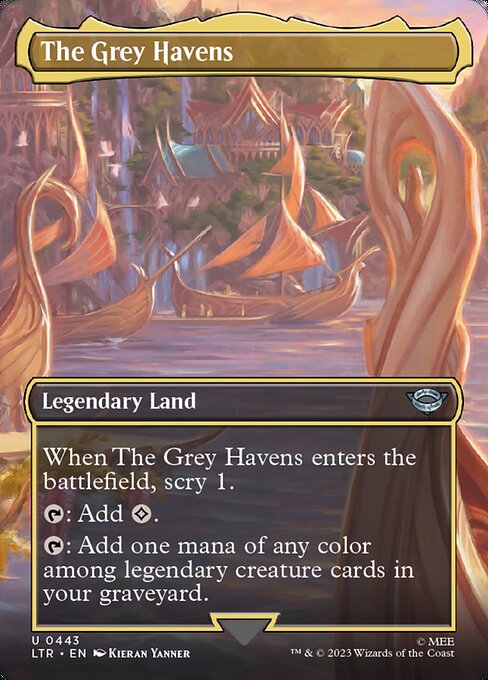 The Grey Havens
Legendary Land
When The Grey Havens enters the
battlefield, scry 1.
: Add .
: Add one mana of any color
among legendary creature cards in
your graveyard.
U 0443
LTR • EN KIERAN YANNER
© MEE
™ & © 2023 Wizards of the Coast